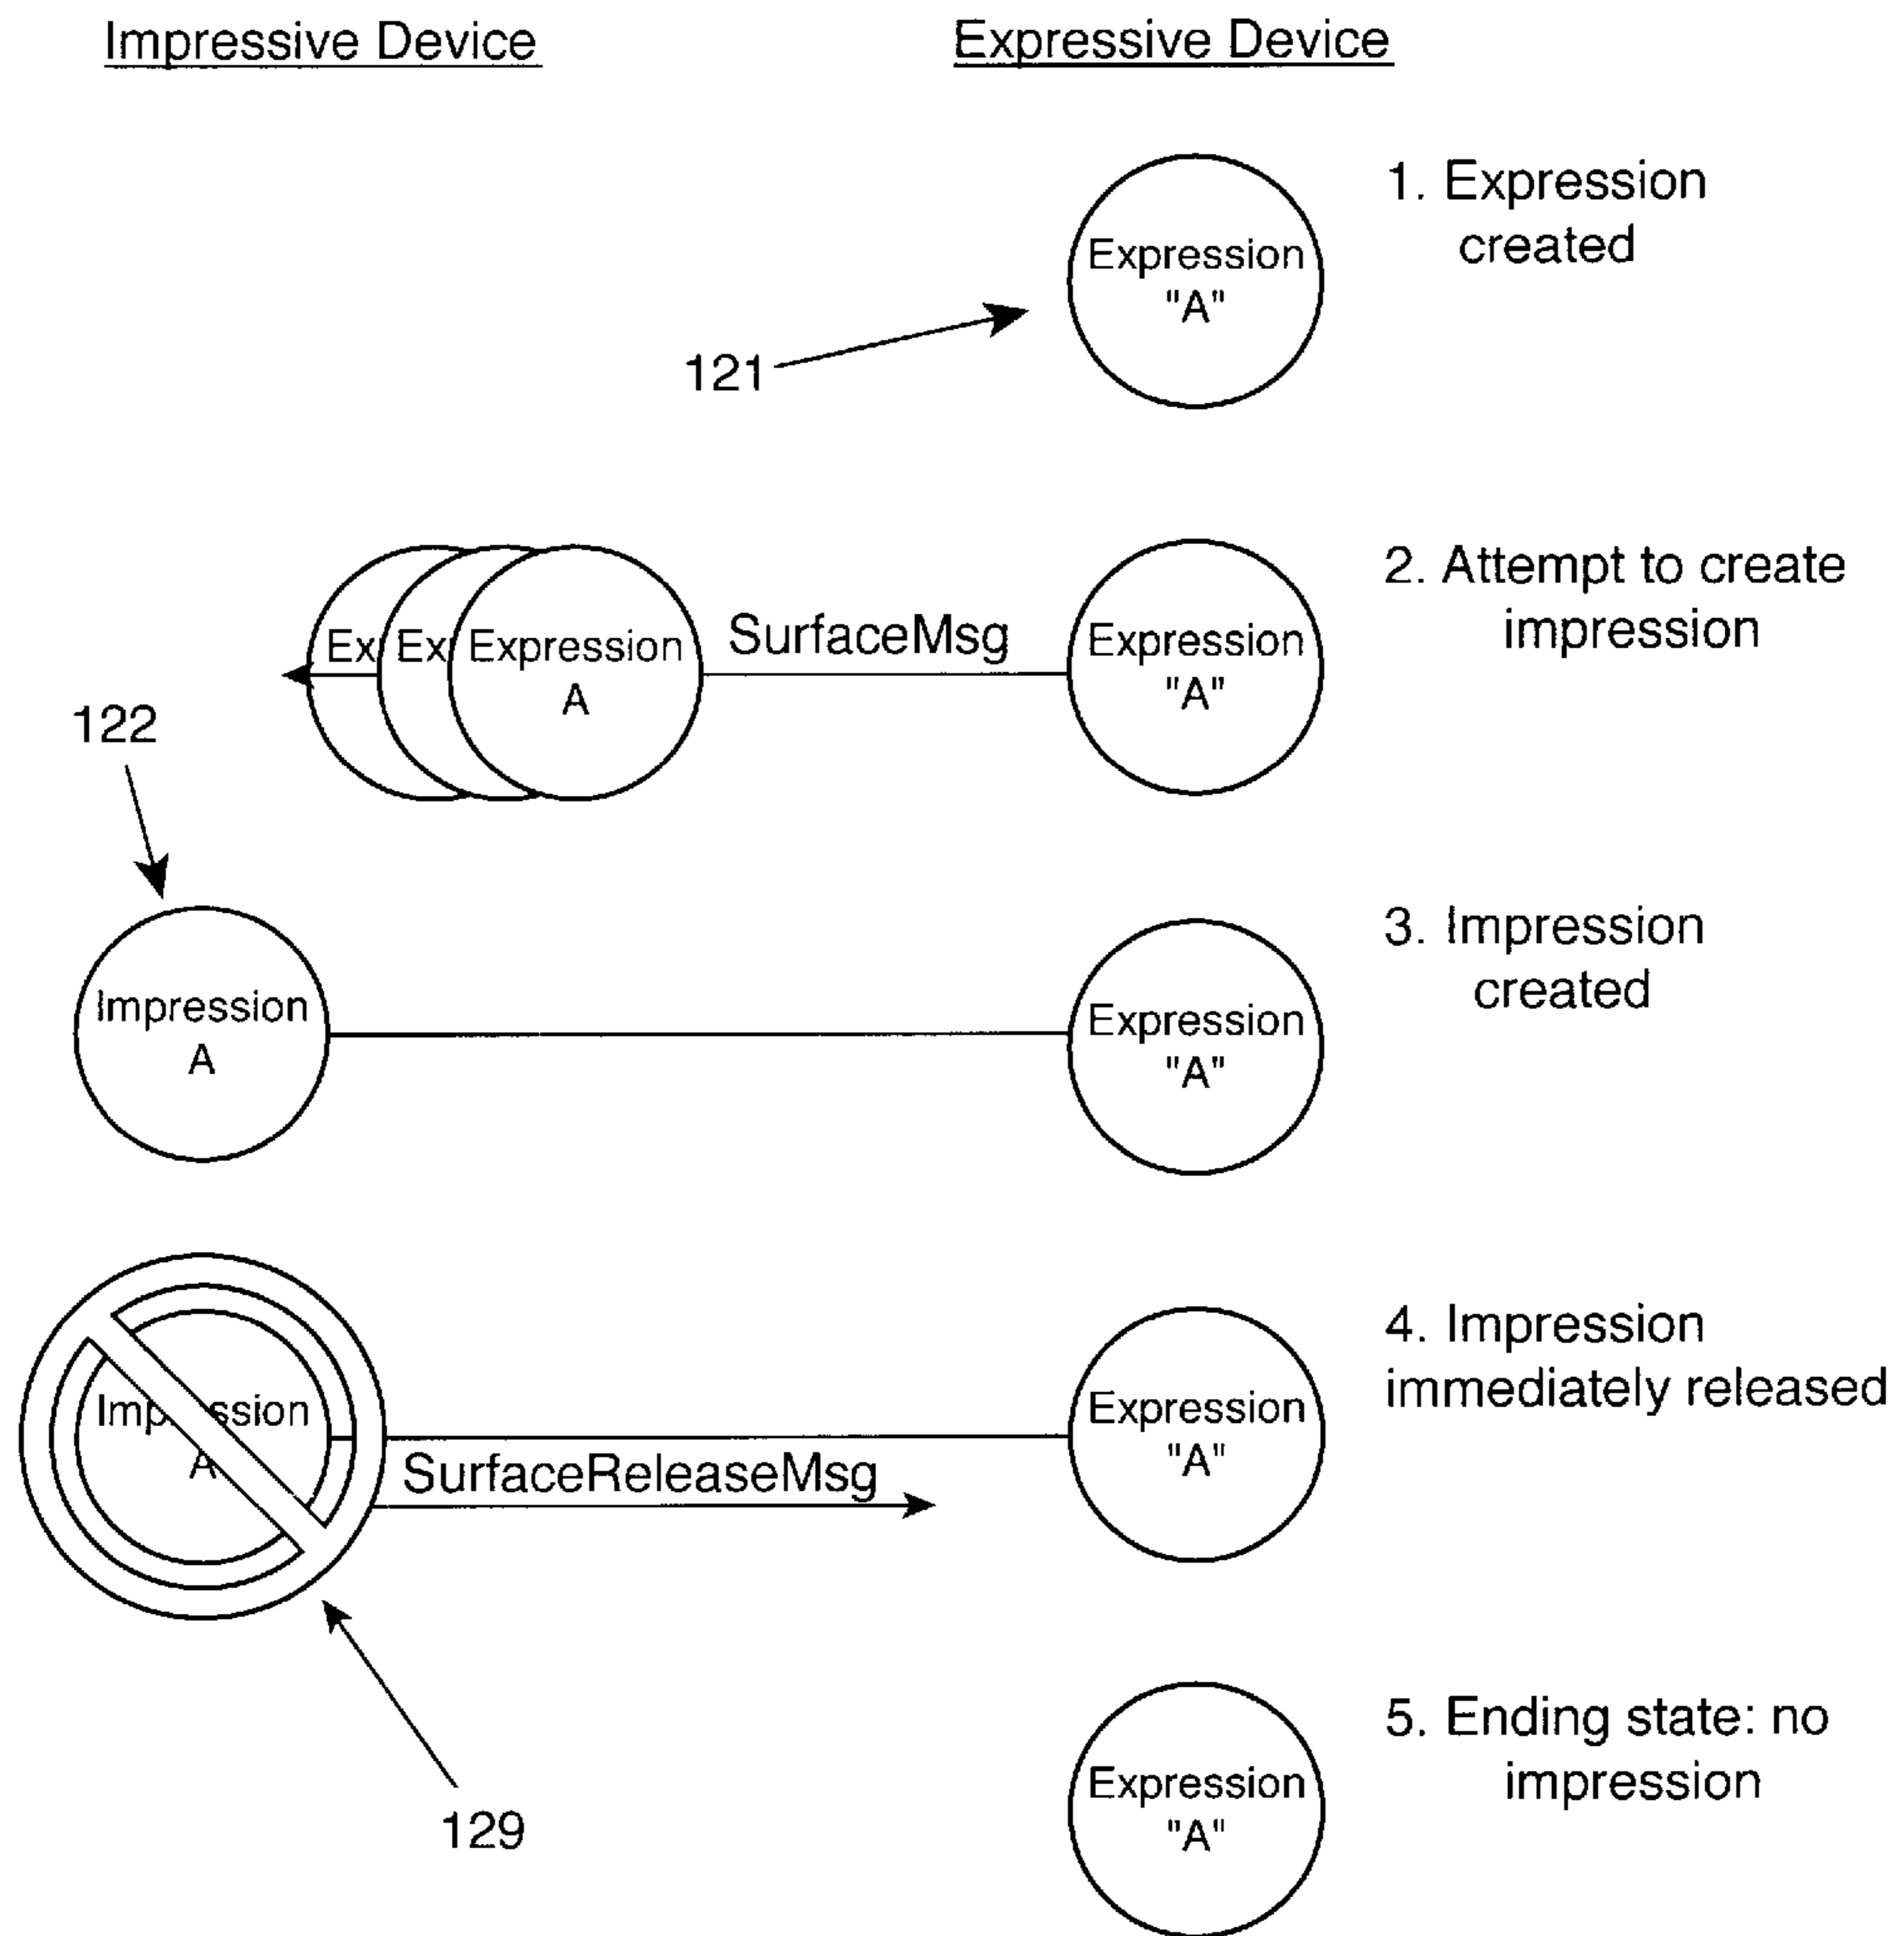 Impressive Device
Expressive Device
Expression
"A"
1. Expression
created
121
Ex
Ex
Expression
A
SurfaceMsg
Expression
"A"
2. Attempt to create
impression
122
Impression
A
Expression
"A"
3. Impression
created
Imp ssion
A
SurfaceReleaseMsg
Expression
"A"
4. Impression
immediately released
129
Expression
"A"
5. Ending state: no
impression